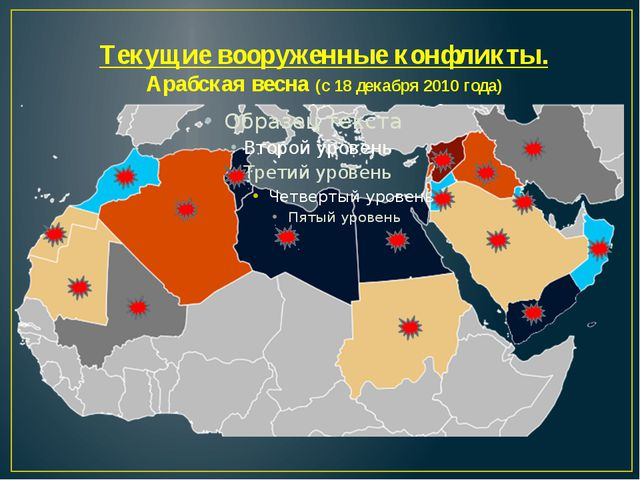 Текущие вооруженные конфликты.
Арабская весна (с 18 декабря 2010 года)
• Образец текста
• Второй уровень
• Третий уровень
• Четвертый уровень
• Пятый уровень